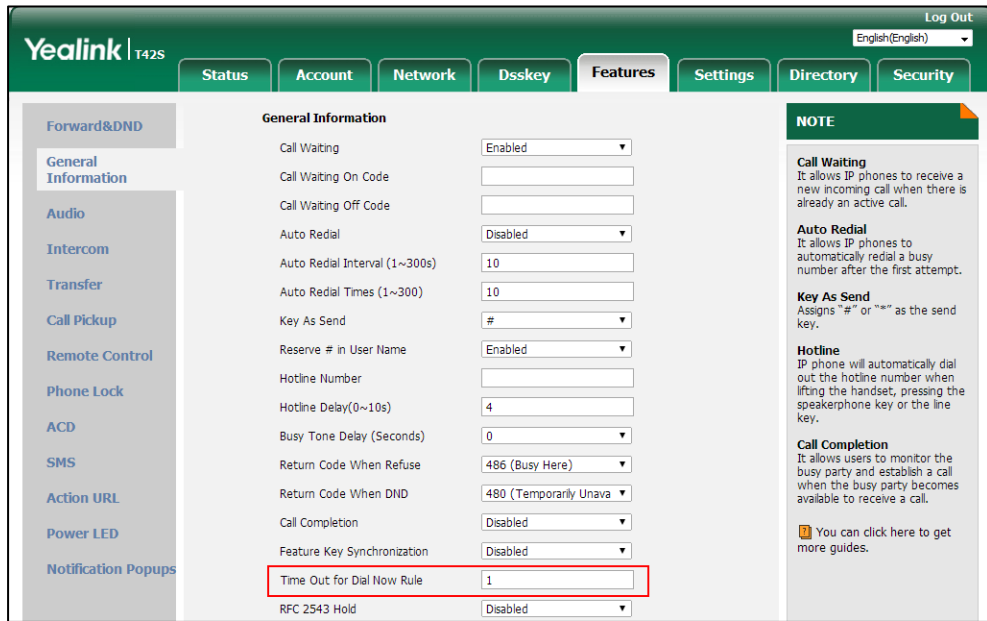 Log Out
Yealink T42S
English(English)
Status Account Network Dsskey Features Settings Directory Security
Forward&DND
General
Information
Audio
Intercom
Transfer
Call Pickup
Remote Control
Phone Lock
ACD
SMS
Action URL
Power LED
Notification Popups
General Information
Call Waiting Enabled
Call Waiting On Code
Call Waiting Off Code
Auto Redial Disabled
Auto Redial Interval (1~300s) 10
Auto Redial Times (1~300) 10
Key As Send #
Reserve # in User Name Enabled
Hotline Number
Hotline Delay(0~10s) 4
Busy Tone Delay (Seconds) 0
Return Code When Refuse 486 (Busy Here)
Return Code When DND 480 (Temporarily Unava
Call Completion Disabled
Feature Key Synchronization Disabled
Time Out for Dial Now Rule 1
RFC 2543 Hold Disabled
NOTE
Call Waiting
It allows IP phones to receive a
new incoming call when there is
already an active call.
Auto Redial
It allows IP phones to
automatically redial a busy
number after the first attempt.
Key As Send
Assigns "#" or "*" as the send
key.
Hotline
IP phone will automatically dial
out the hotline number when
lifting the handset, pressing the
speakerphone key or the line
key.
Call Completion
It allows users to monitor the
busy party and establish a call
when the busy party becomes
available to receive a call.
You can click here to get
more guides.